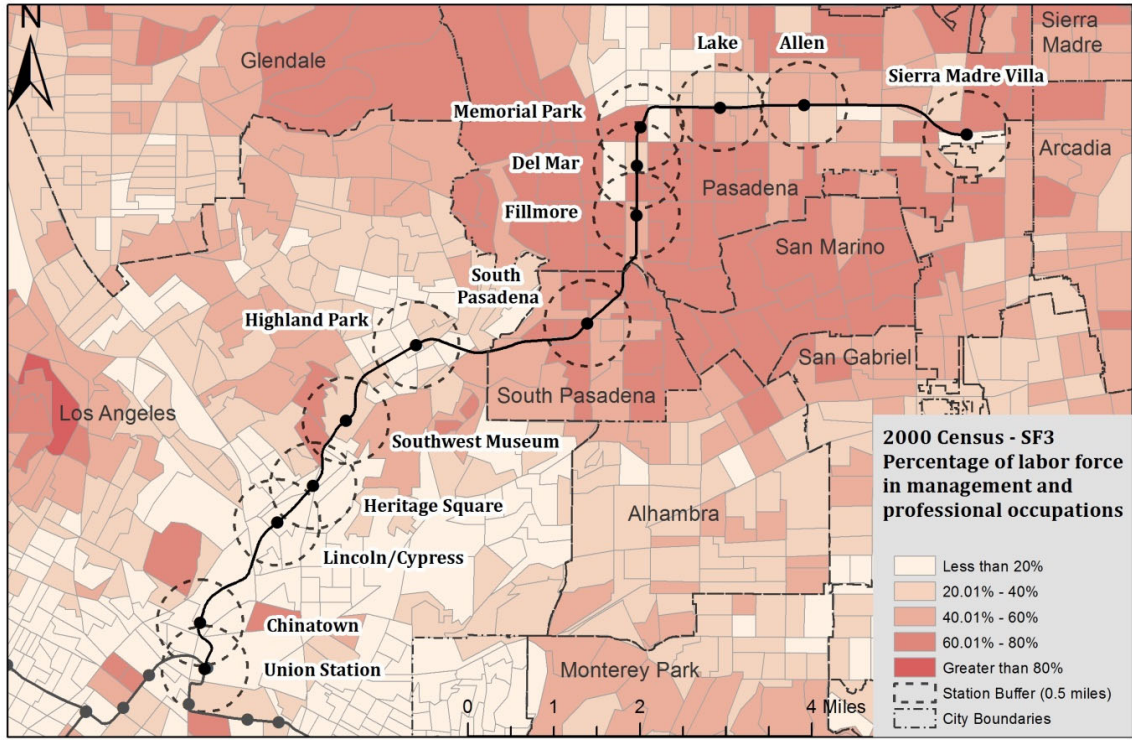 N
Glendale
Lake
Allen
Sierra
Madre
Sierra Madre Villa
Memorial Park
Arcadia
Del Mar
Pasadena
Fillmore
San Marino
South
Pasadena
Highland Park
San Gabriel
Los Angeles
South Pasadena
Southwest Museum
2000 Census - SF3
Percentage of labor force
in management and
professional occupations
Heritage Square
Alhambra
Lincoln/Cypress
Less than 20%
20.01% - 40%
Chinatown
40.01% - 60%
60.01% - 80%
Union Station
Monterey Park
Greater than 80%
Station Buffer (0.5 miles)
City Boundaries
0 1 2 4 Miles